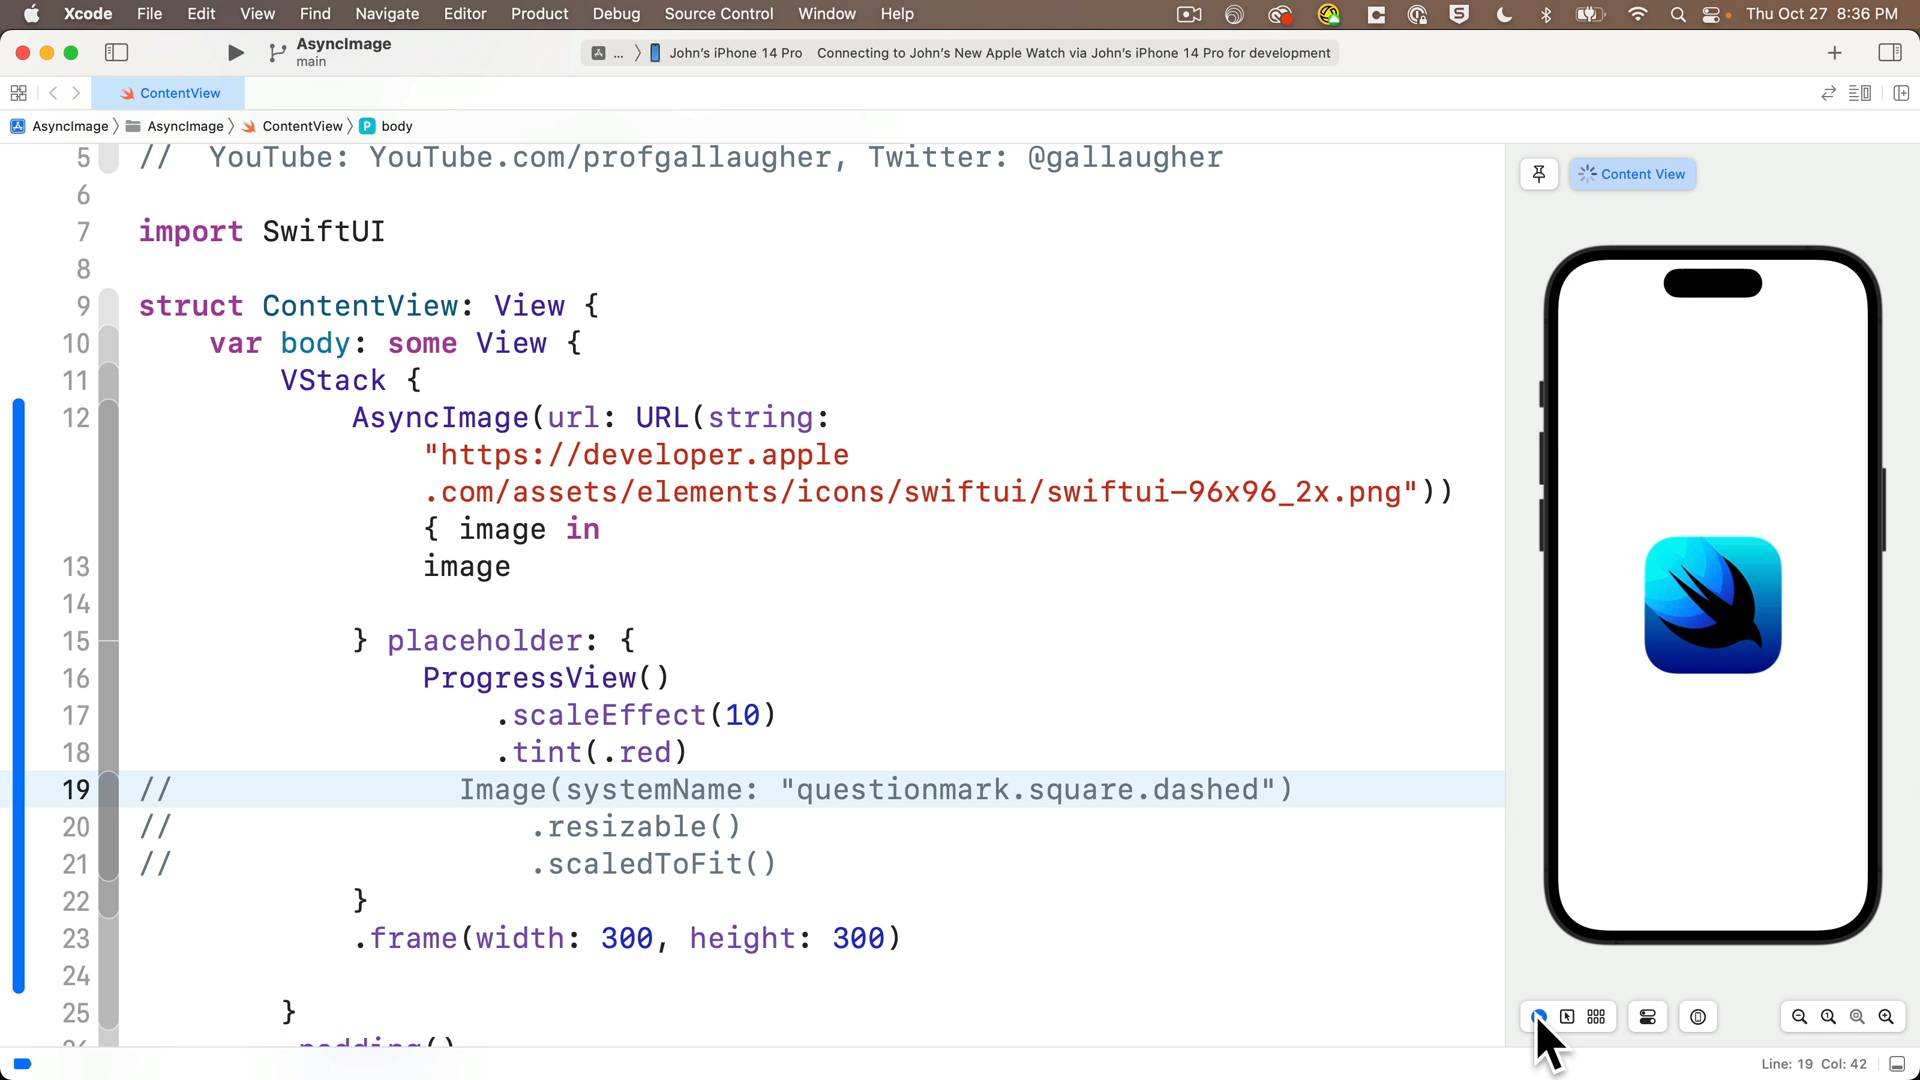 Xcode File Edit View Find Navigate Editor Product Debug Source Control Window Help Thu Oct 27 8:36 PM
AsyncImage
main
... John's iPhone 14 Pro Connecting to John's New Apple Watch via John's iPhone 14 Pro for development
ContentView
AsyncImage AsyncImage ContentView P body
5 // YouTube: YouTube.com/profgallaugher, Twitter: @gallaugher
Content View
6
7 import SwiftUI
8
9 struct ContentView: View {
10 var body: some View {
11 VStack {
12 AsyncImage(url: URL(string:
"https://developer.apple
.com/assets/elements/icons/swiftui/swiftui-96x96_2x.png"))
{ image in
13 image
14
15 } placeholder: {
16 ProgressView()
17 .scaleEffect(10)
18 .tint(.red)
19 // Image(systemName: "questionmark.square.dashed")
20 // .resizable()
21 // .scaledToFit()
22 }
23 .frame(width: 300, height: 300)
24
25 }
26 .padding()
Line: 19 Col: 42